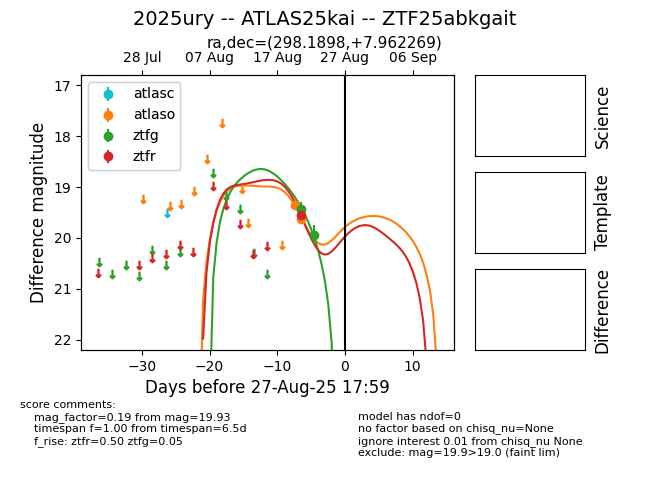 2025ury -- ATLAS25kai -- ZTF25abkgait
ra,dec=(298.1898,+7.962269)
28 Jul 07 Aug 17 Aug 27 Aug 06 Sep
atlasc
atlaso
ztfg
ztfr
17
18
19
20
21
22
Difference magnitude
−30 −20 −10 0 10
Days before 27-Aug-25 17:59
Science
Template
Difference
score comments:
mag_factor=0.19 from mag=19.93
timespan f=1.00 from timespan=6.5d
f_rise: ztfr=0.50 ztfg=0.05
model has ndof=0
no factor based on chisq_nu=None
ignore interest 0.01 from chisq_nu None
exclude: mag=19.9>19.0 (faint lim)